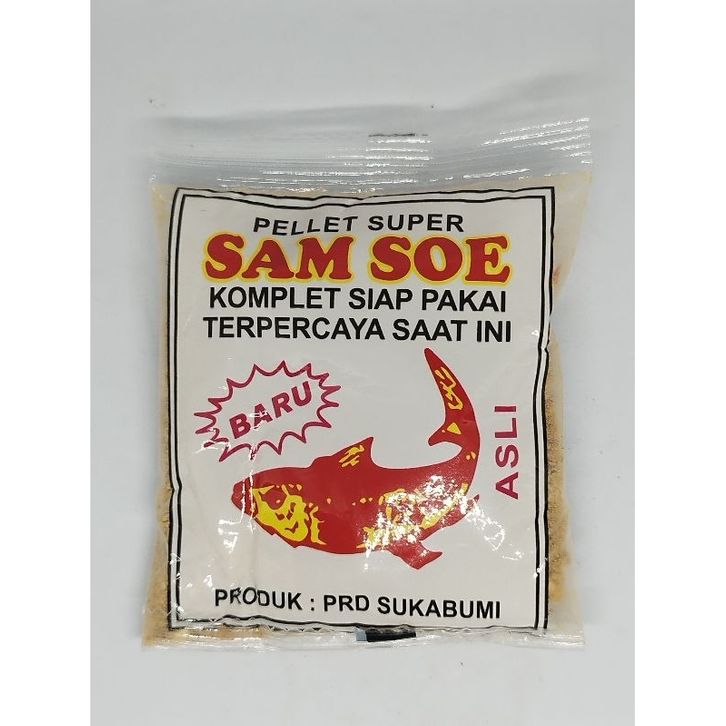 PELLET SUPER
SAM SOE
KOMPLET SIAP PAKAI
TERPERCAYA SAAT INI
BARU
ASLI
PRODUK : PRD SUKABUMI